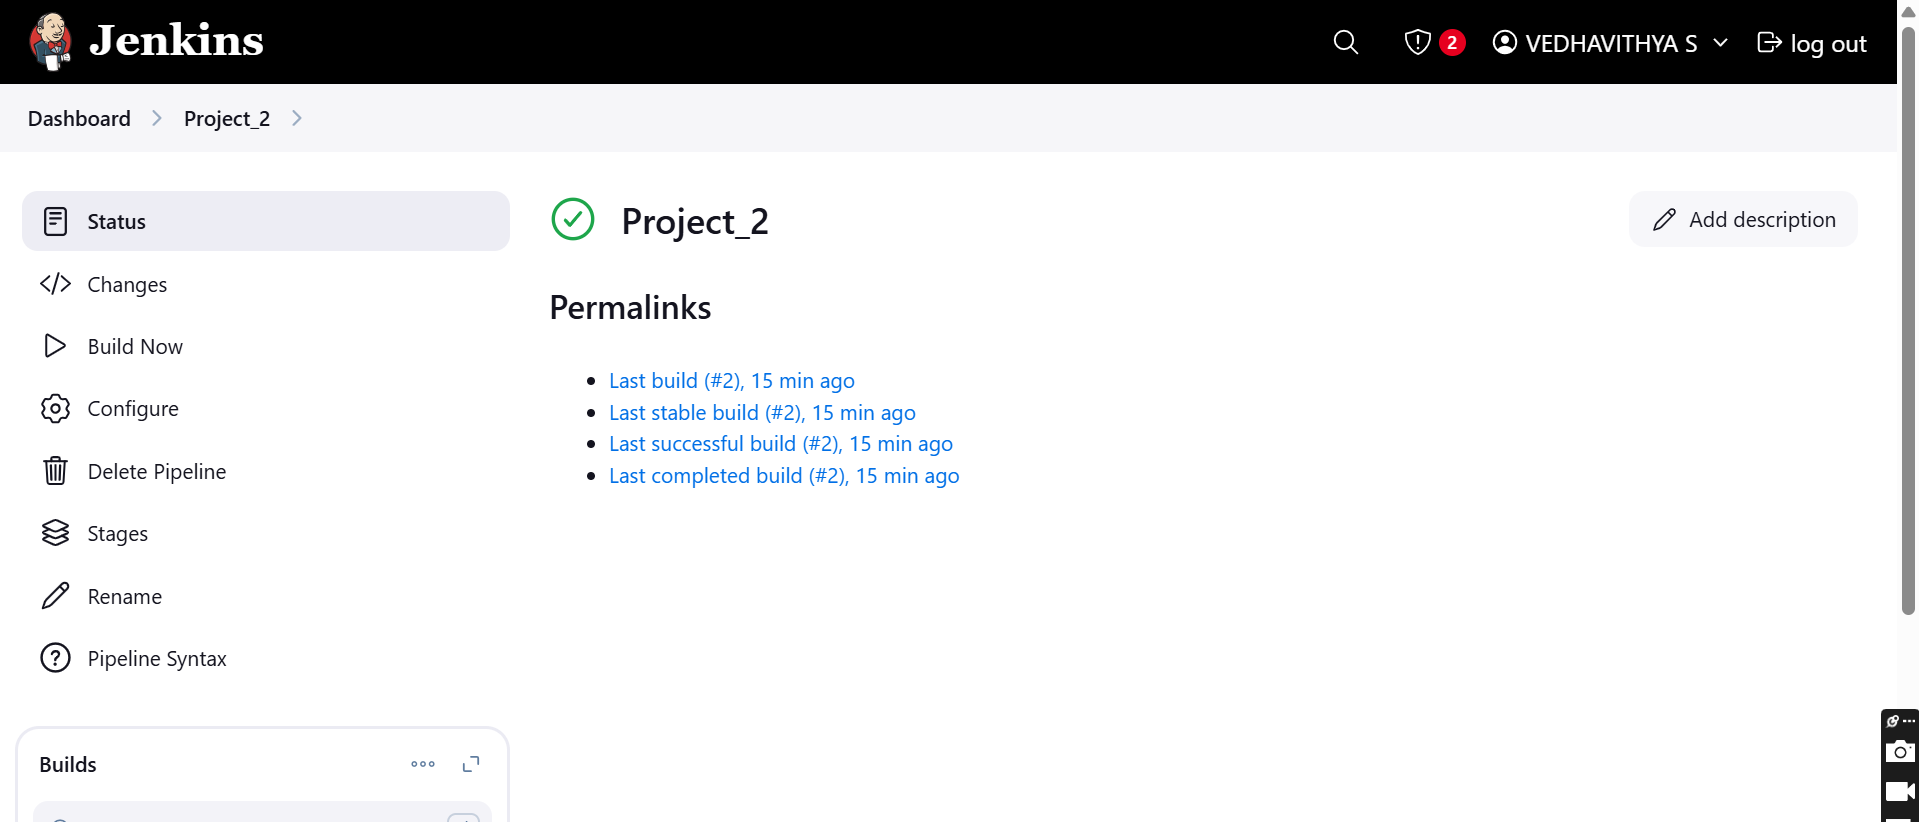 Jenkins
2
VEDHAVITHYA S
log out
Dashboard
Project_2
Status
Changes
Build Now
Configure
Delete Pipeline
Stages
Rename
Pipeline Syntax
Builds
Project_2
Add description
Permalinks
Last build (#2), 15 min ago
Last stable build (#2), 15 min ago
Last successful build (#2), 15 min ago
Last completed build (#2), 15 min ago